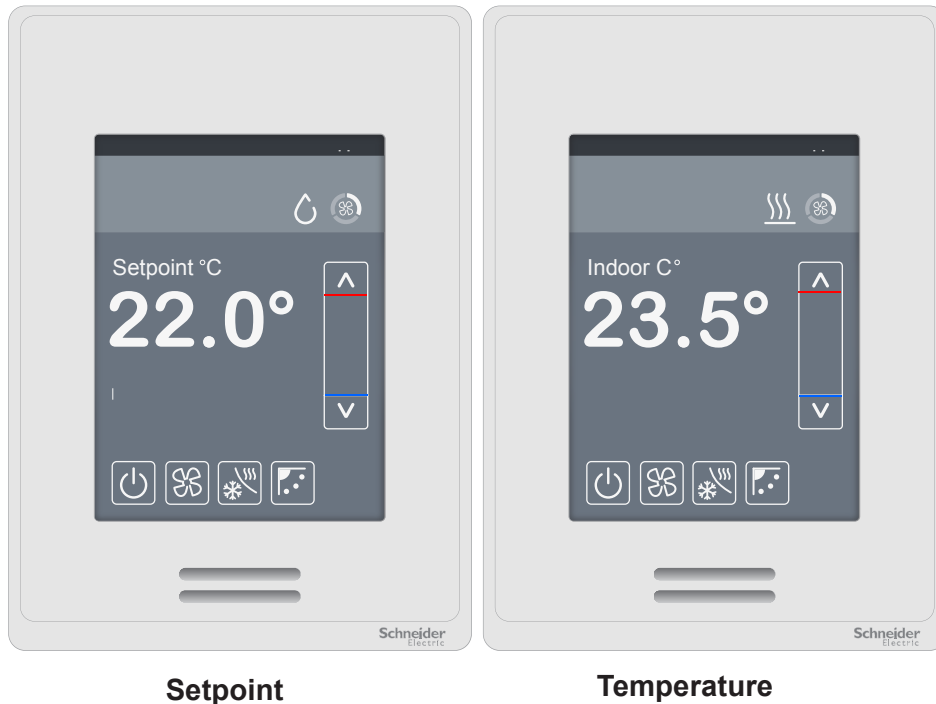 Setpoint °C
22.0°
Schneider
Electric
Indoor C°
23.5°
Schneider
Electric
Setpoint
Temperature